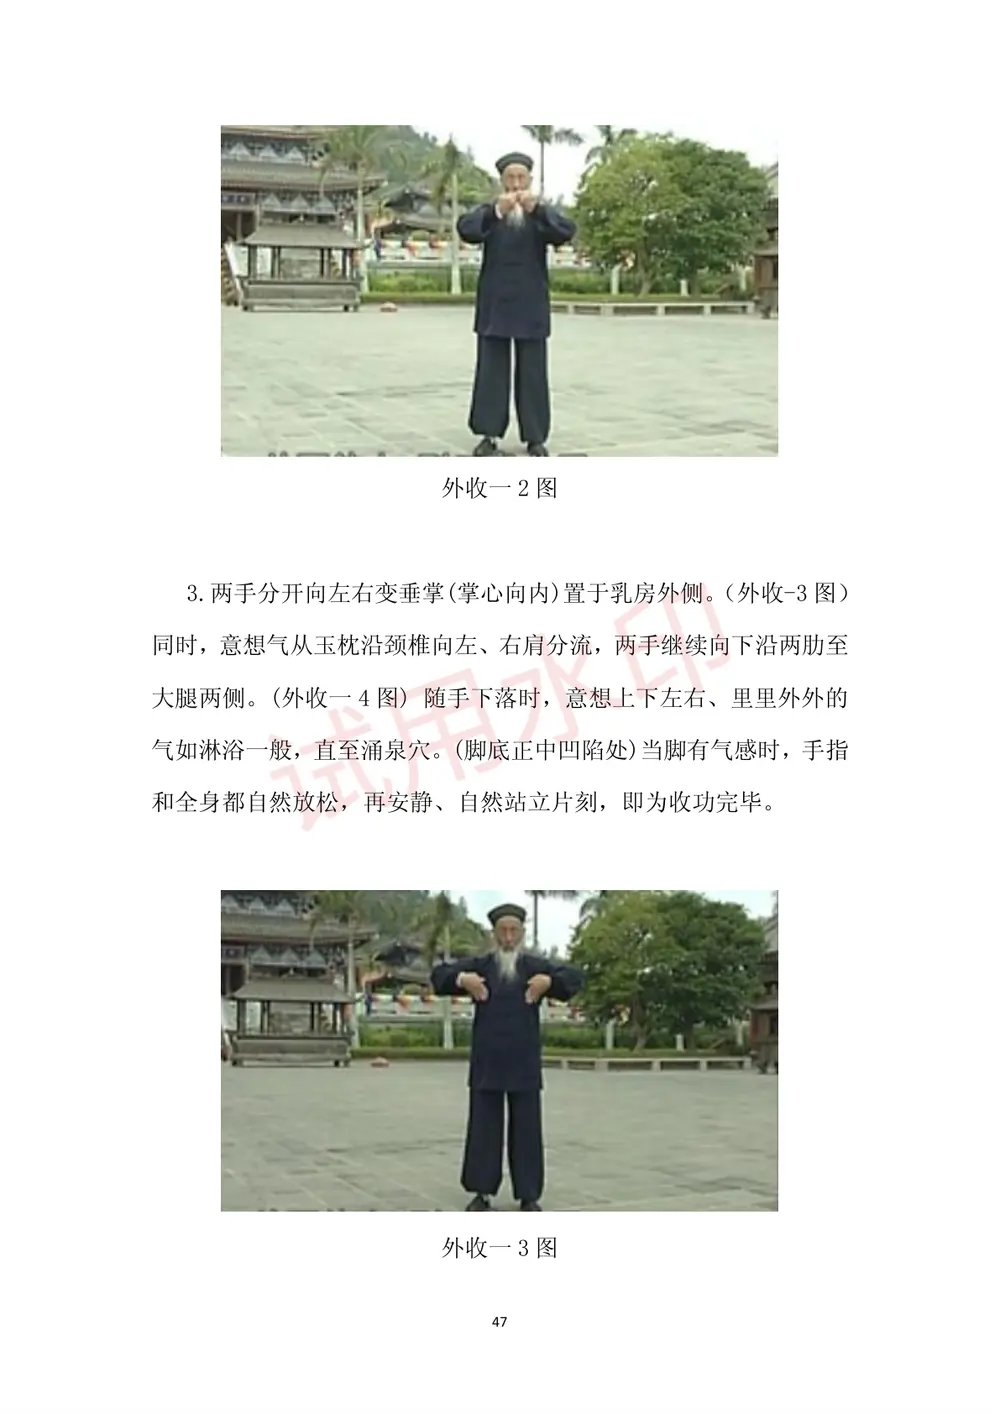 外收一 2 图
3.两手分开向左右变垂掌(掌心向内)置于乳房外侧。（外收-3 图）
同时，意想气从玉枕沿颈椎向左、右肩分流，两手继续向下沿两肋至
大腿两侧。(外收一 4 图) 随手下落时，意想上下左右、里里外外的
气如淋浴一般，直至涌泉穴。(脚底正中凹陷处)当脚有气感时，手指
和全身都自然放松，再安静、自然站立片刻，即为收功完毕。
试用水印
外收一 3 图
47